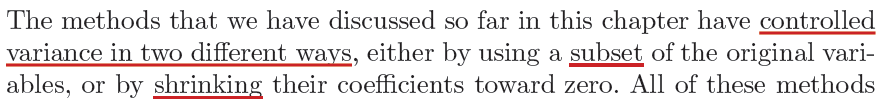 The methods that we have discussed so far in this chapter have controlled
variance in two different ways, either by using a subset of the original vari-
ables, or by shrinking their coefficients toward zero. All of these methods